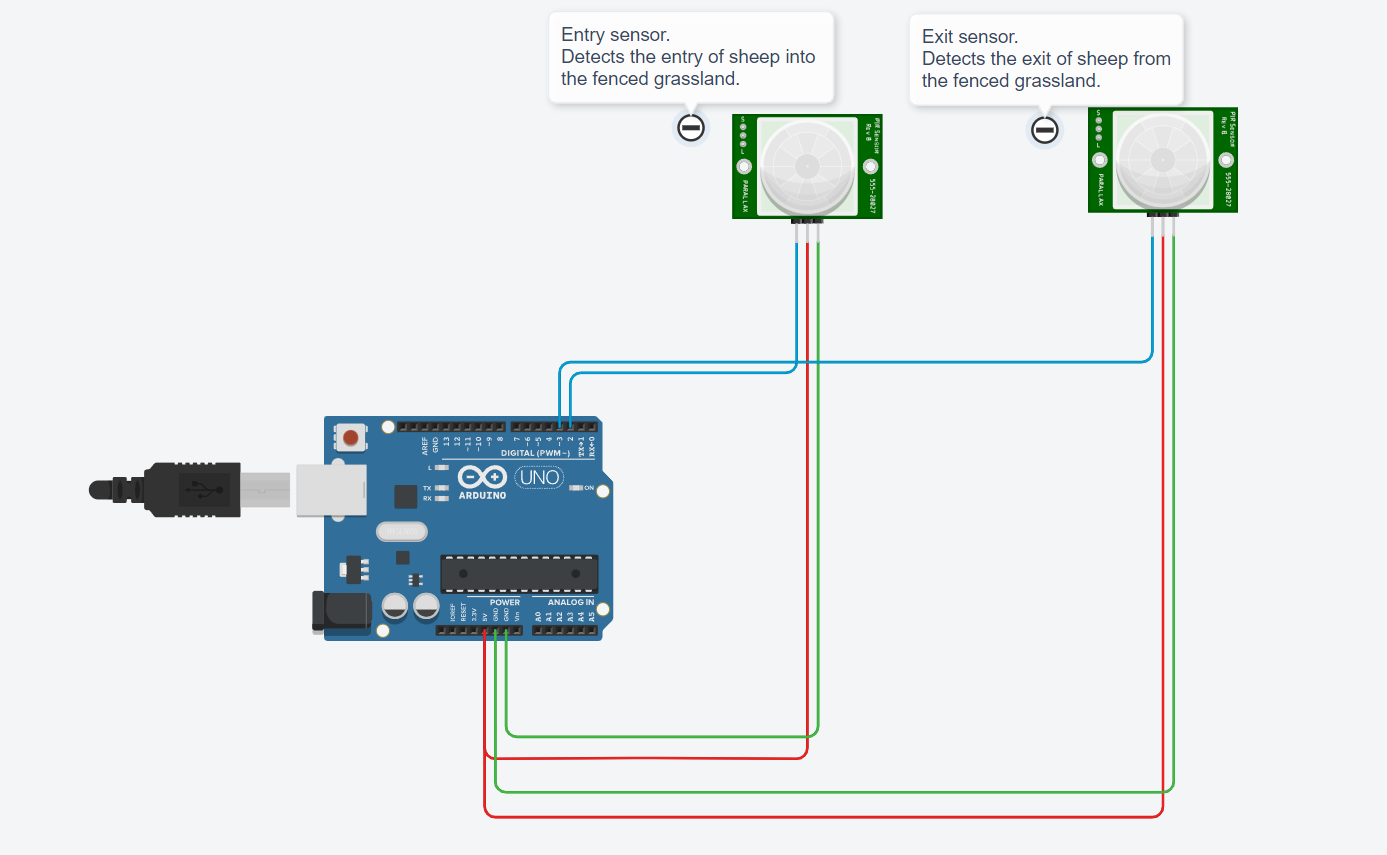 Entry sensor.
Detects the entry of sheep into
the fenced grassland.
Exit sensor.
Detects the exit of sheep from
the fenced grassland.
S
L
PARALLAX
PIR SENSOR
Rev B
555-28027
S
L
PARALLAX
PIR SENSOR
Rev B
555-28027
AREF
GND
13
12
~11
~10
~9
8
7
~6
~5
4
~3
2
TX→1
RX←0
DIGITAL (PWM~)
L
TX
RX
ARDUINO
UNO
ON
POWER
ANALOG IN
IOREF
RESET
3.3V
5V
GND
GND
Vin
A0
A1
A2
A3
A4
A5